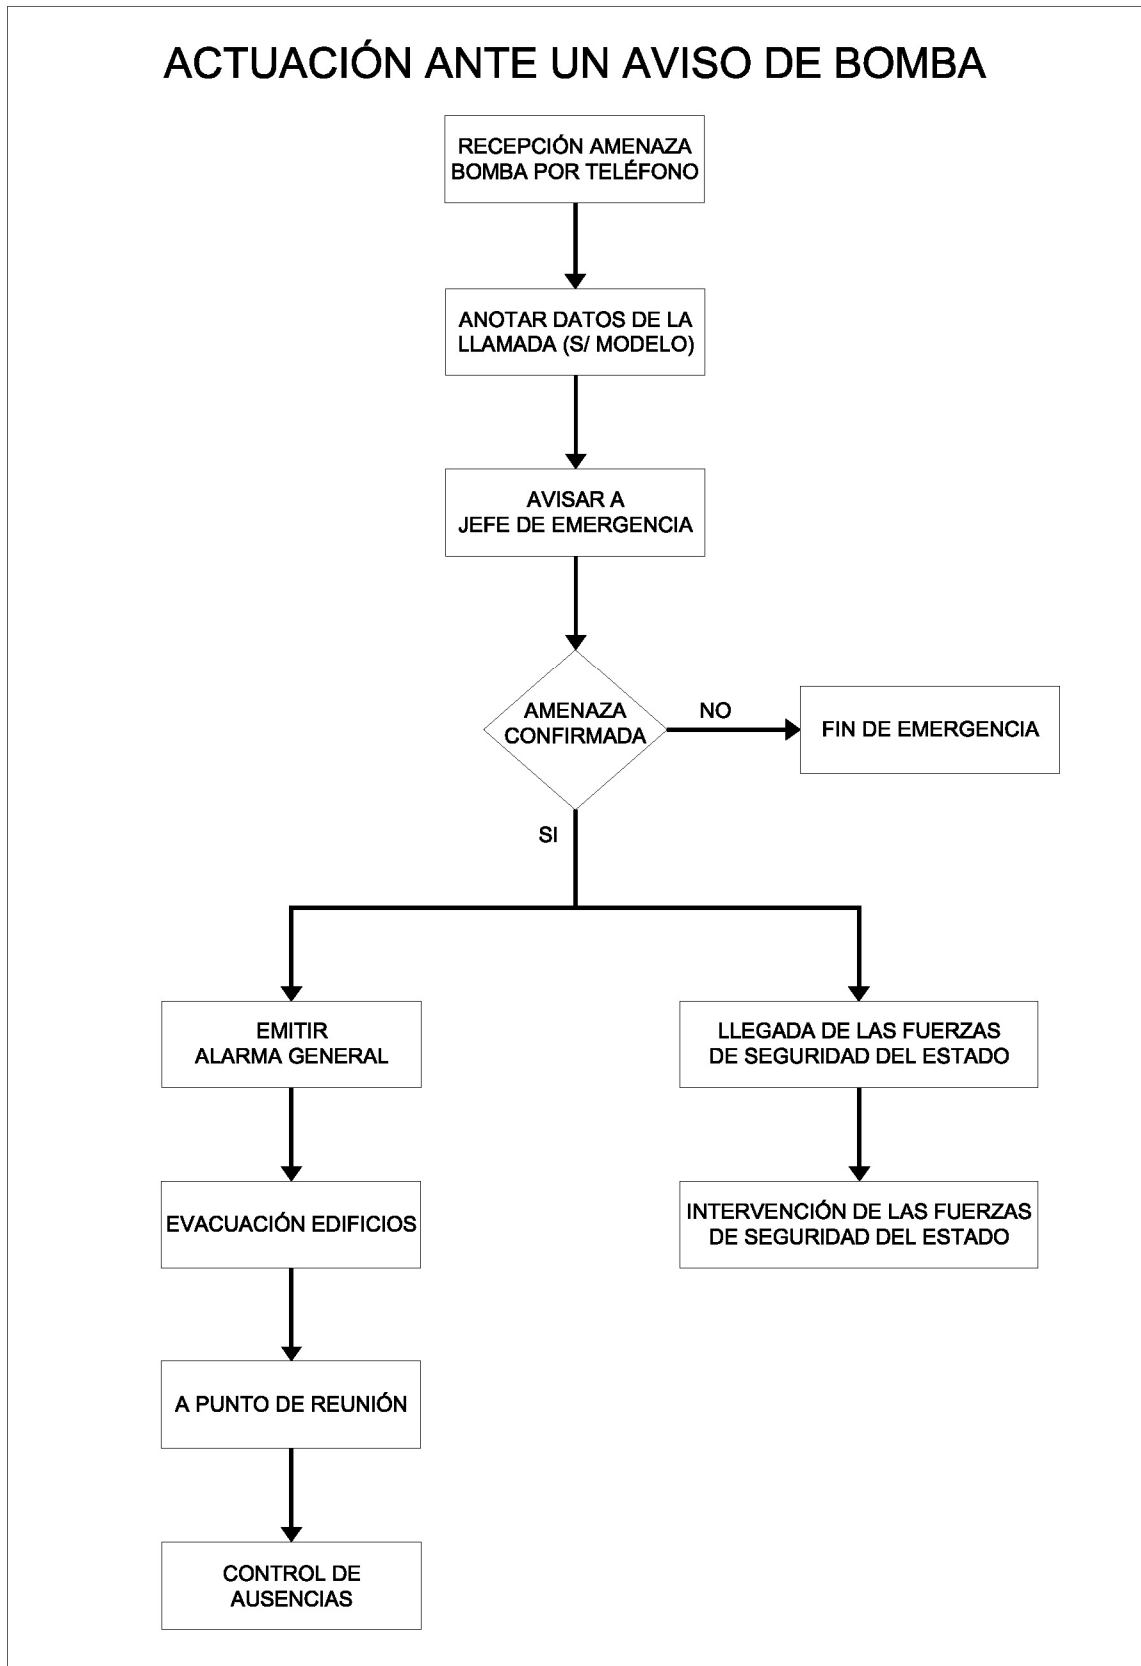 ACTUACIÓN ANTE UN AVISO DE BOMBA
RECEPCIÓN AMENAZA
BOMBA POR TELÉFONO
ANOTAR DATOS DE LA
LLAMADA (S/ MODELO)
AVISAR A
JEFE DE EMERGENCIA
AMENAZA
CONFIRMADA
NO
FIN DE EMERGENCIA
SI
EMITIR
ALARMA GENERAL
LLEGADA DE LAS FUERZAS
DE SEGURIDAD DEL ESTADO
EVACUACIÓN EDIFICIOS
INTERVENCIÓN DE LAS FUERZAS
DE SEGURIDAD DEL ESTADO
A PUNTO DE REUNIÓN
CONTROL DE
AUSENCIAS